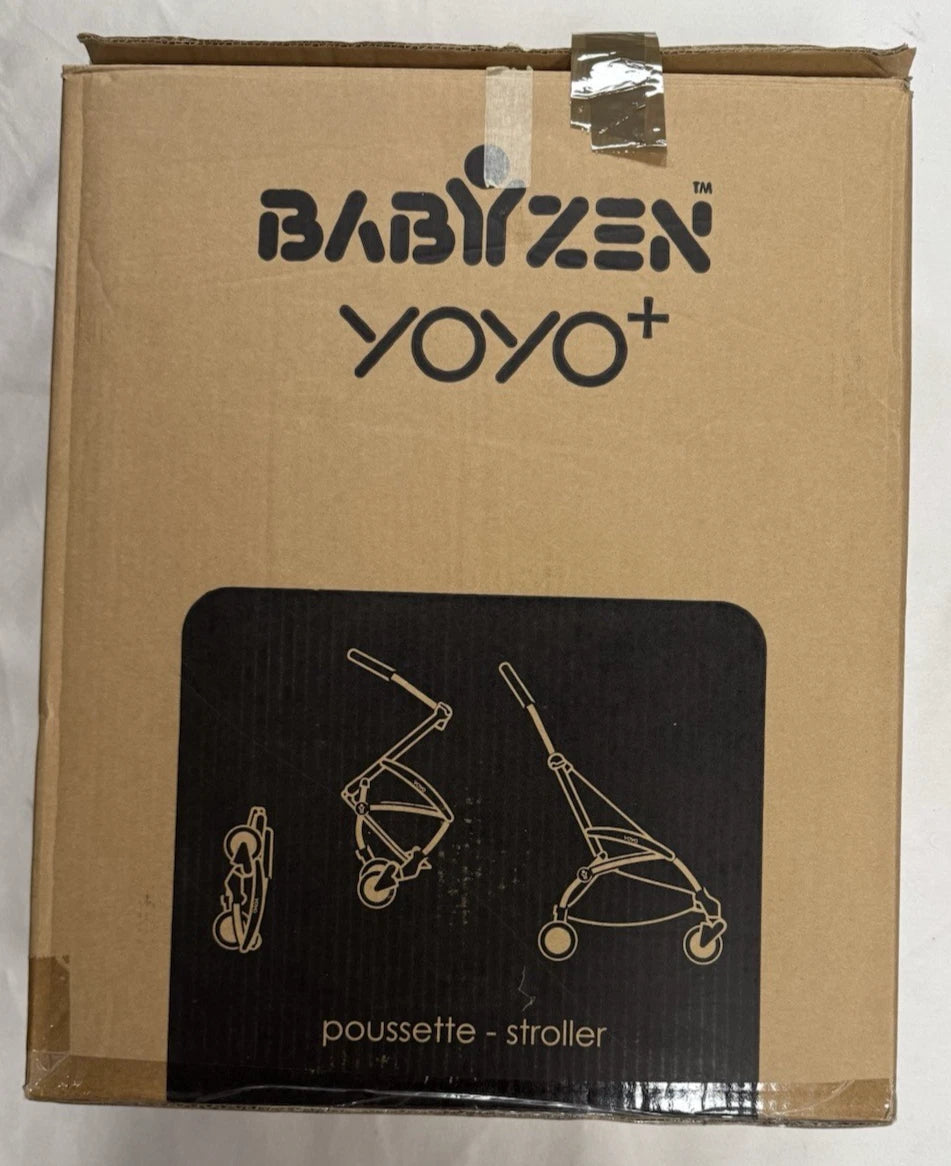 BABYZEN™
YOYO+
poussette - stroller